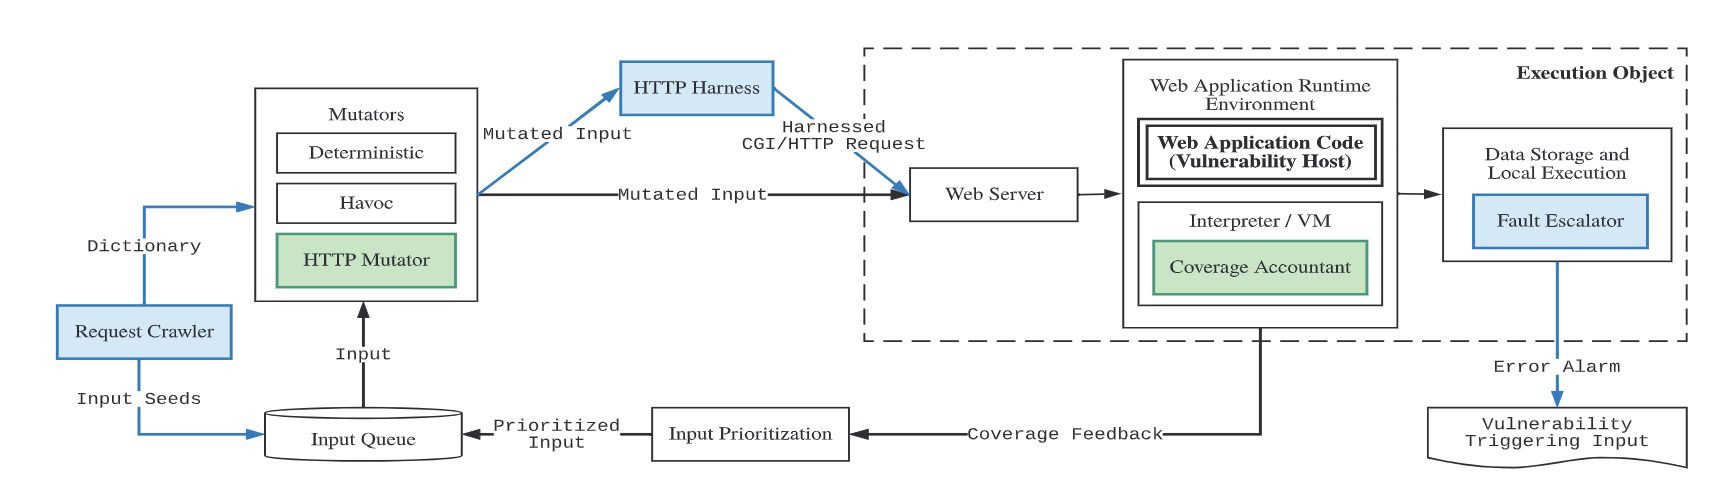 Execution Object
HTTP Harness
Web Application Runtime
Environment
Mutators
Mutated Input
Harnessed
CGI/HTTP Request
Web Application Code
(Vulnerability Host)
Deterministic
Data Storage and
Local Execution
Havoc
Mutated Input
Web Server
Interpreter / VM
Fault Escalator
Dictionary
HTTP Mutator
Coverage Accountant
Request Crawler
Input
Error Alarm
Input Seeds
Input Queue
Prioritized
Input
Input Prioritization
Coverage Feedback
Vulnerability
Triggering Input